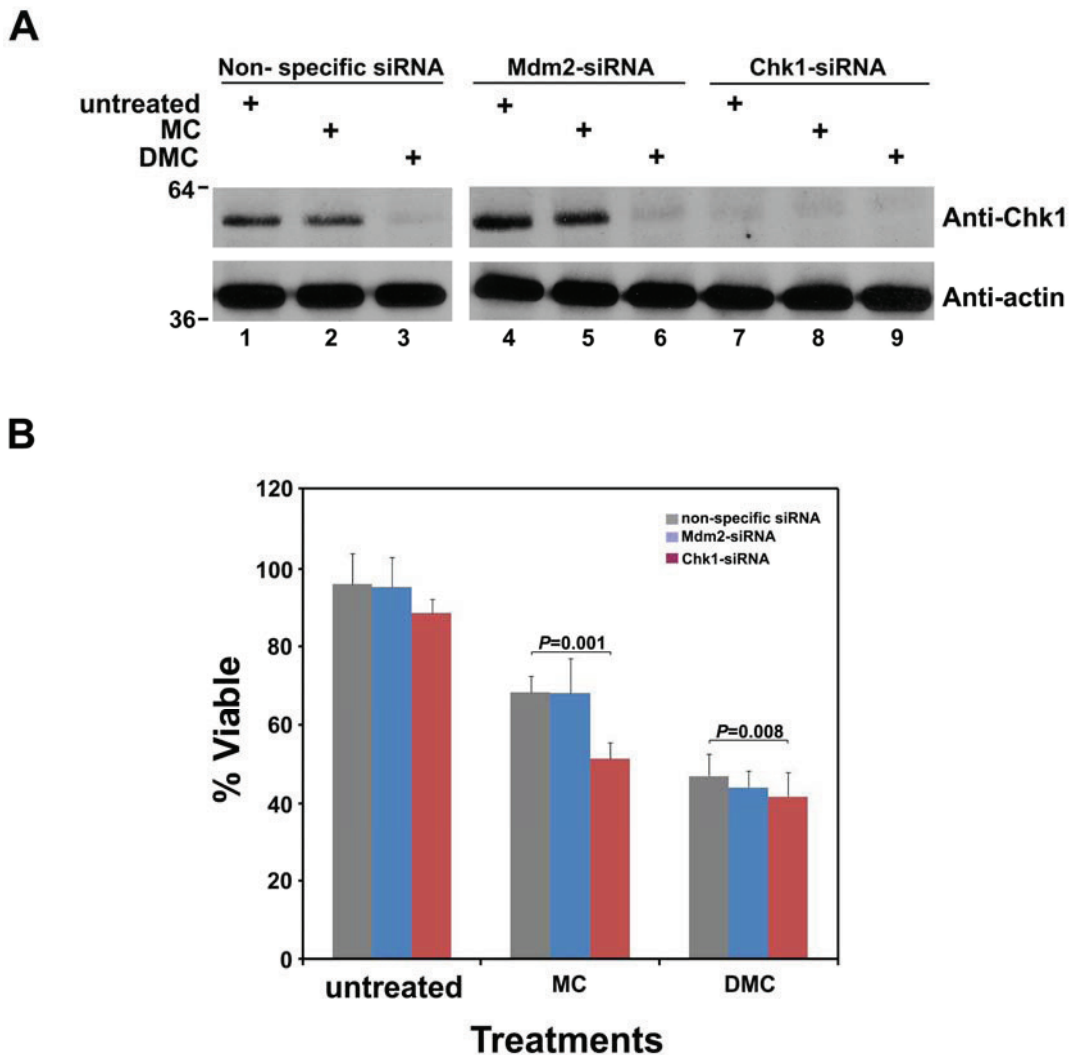 A
Non- specific siRNA Mdm2-siRNA Chk1-siRNA
untreated + + +
MC + + +
DMC + + +
64
Anti-Chk1
Anti-actin
36
1 2 3 4 5 6 7 8 9
B
120
100
80
60
40
20
0
% Viable
non-specific siRNA
Mdm2-siRNA
Chk1-siRNA
P=0.001
P=0.008
untreated MC DMC
Treatments